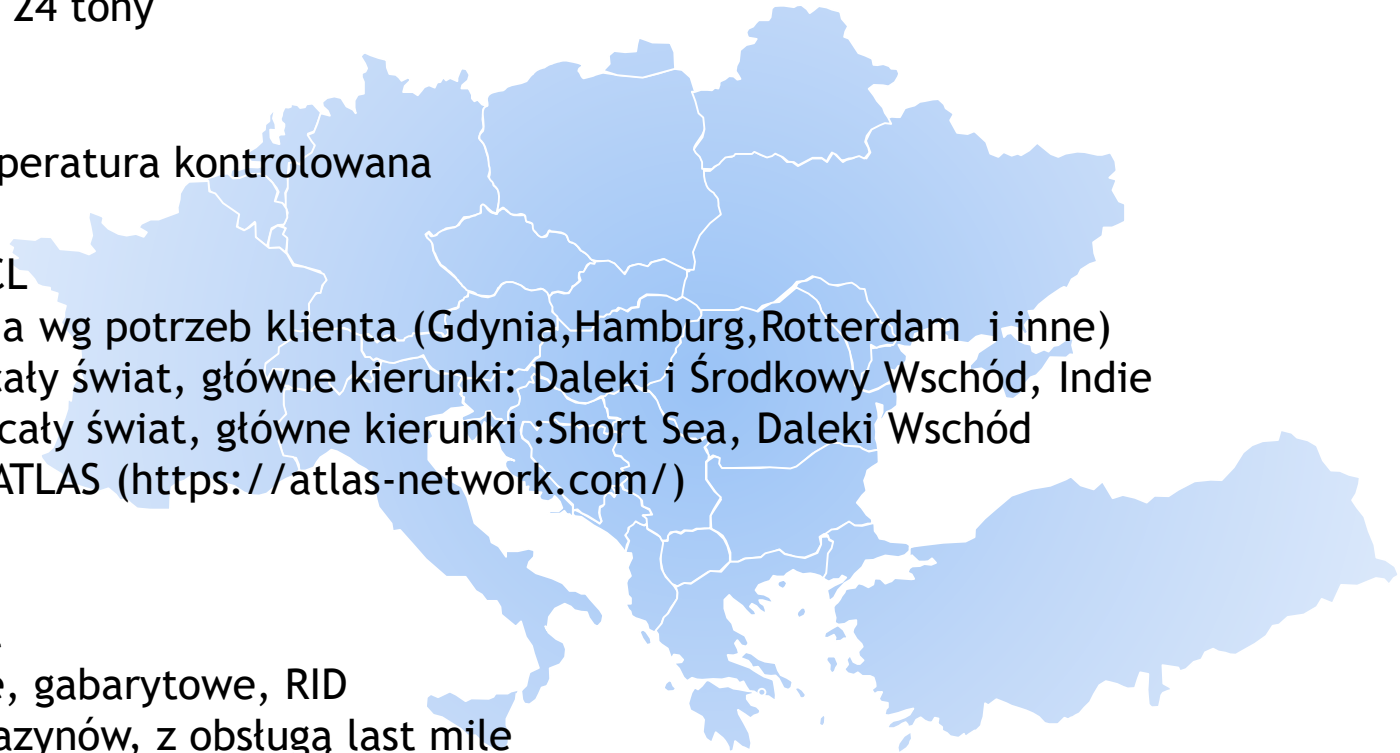 24 tony
peratura kontrolowana
CL
a wg potrzeb klienta (Gdynia,Hamburg,Rotterdam  i inne)
cały świat, główne kierunki: Daleki i Środkowy Wschód, Indie
cały świat, główne kierunki :Short Sea, Daleki Wschód
ATLAS (https://atlas-network.com/)
e, gabarytowe, RID
azynów, z obsługą last mile